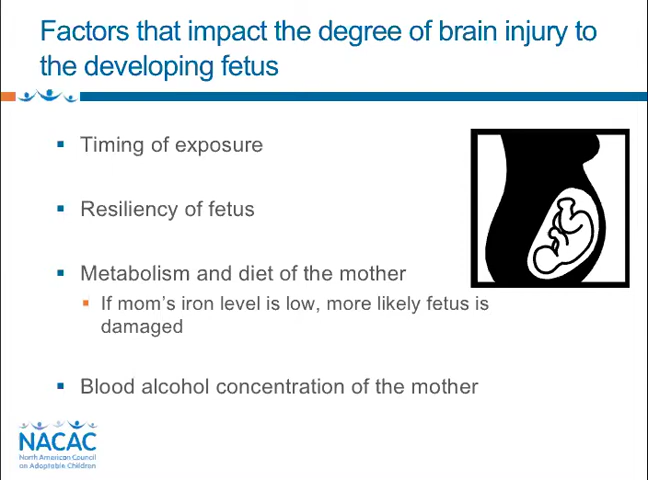 Factors that impact the degree of brain injury to
the developing fetus
▪ Timing of exposure
▪ Resiliency of fetus
▪ Metabolism and diet of the mother
▪ If mom's iron level is low, more likely fetus is
damaged
▪ Blood alcohol concentration of the mother
NACAC
North American Council
on Adoptable Children